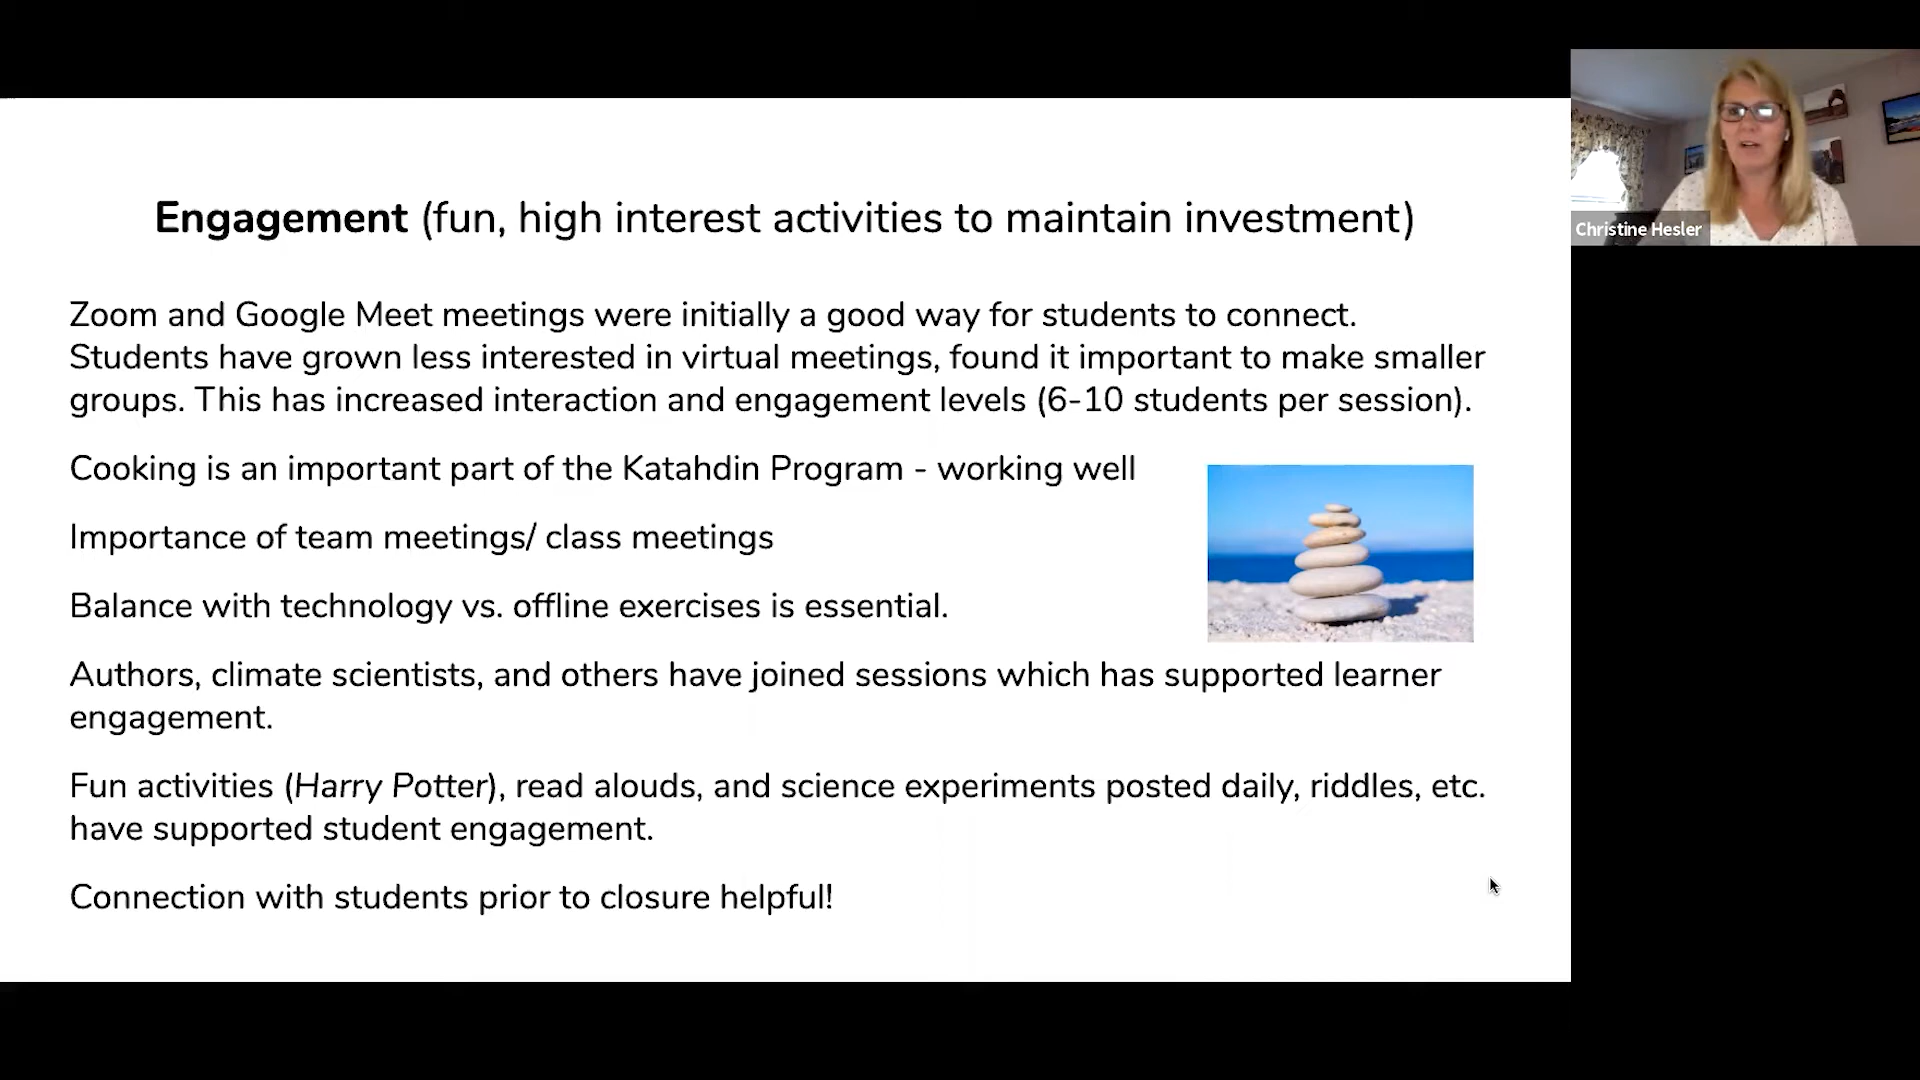 Engagement (fun, high interest activities to maintain investment)
Zoom and Google Meet meetings were initially a good way for students to connect.
Students have grown less interested in virtual meetings, found it important to make smaller
groups. This has increased interaction and engagement levels (6-10 students per session).
Cooking is an important part of the Katahdin Program - working well
Importance of team meetings/ class meetings
Balance with technology vs. offline exercises is essential.
Authors, climate scientists, and others have joined sessions which has supported learner
engagement.
Fun activities (Harry Potter), read alouds, and science experiments posted daily, riddles, etc.
have supported student engagement.
Connection with students prior to closure helpful!
Christine Hesler